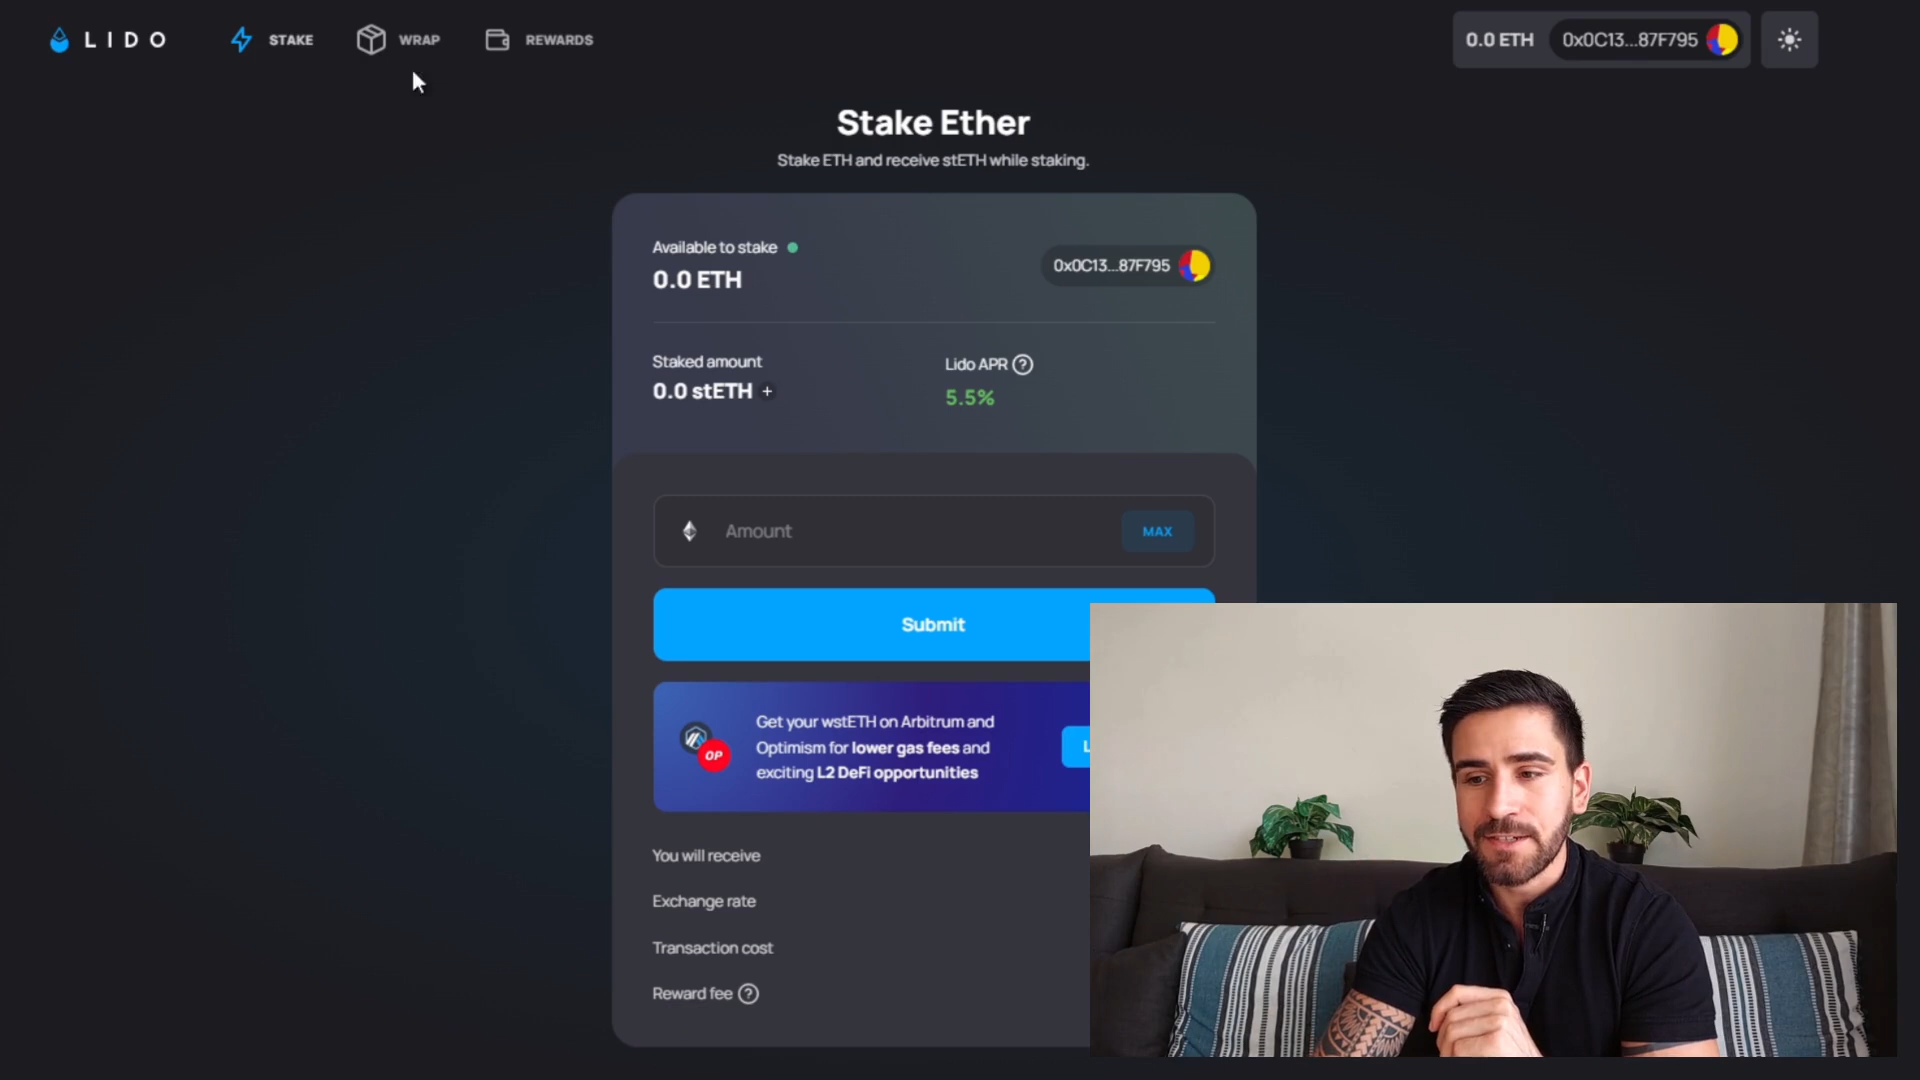 LIDO
STAKE
WRAP
REWARDS
0.0 ETH
0x0C13...87F795
Stake Ether
Stake ETH and receive stETH while staking.
Available to stake
0.0 ETH
0x0C13...87F795
Staked amount
0.0 stETH +
Lido APR ?
5.5%
Amount
MAX
Submit
OP
Get your wstETH on Arbitrum and
Optimism for lower gas fees and
exciting L2 DeFi opportunities
L
You will receive
Exchange rate
Transaction cost
Reward fee ?